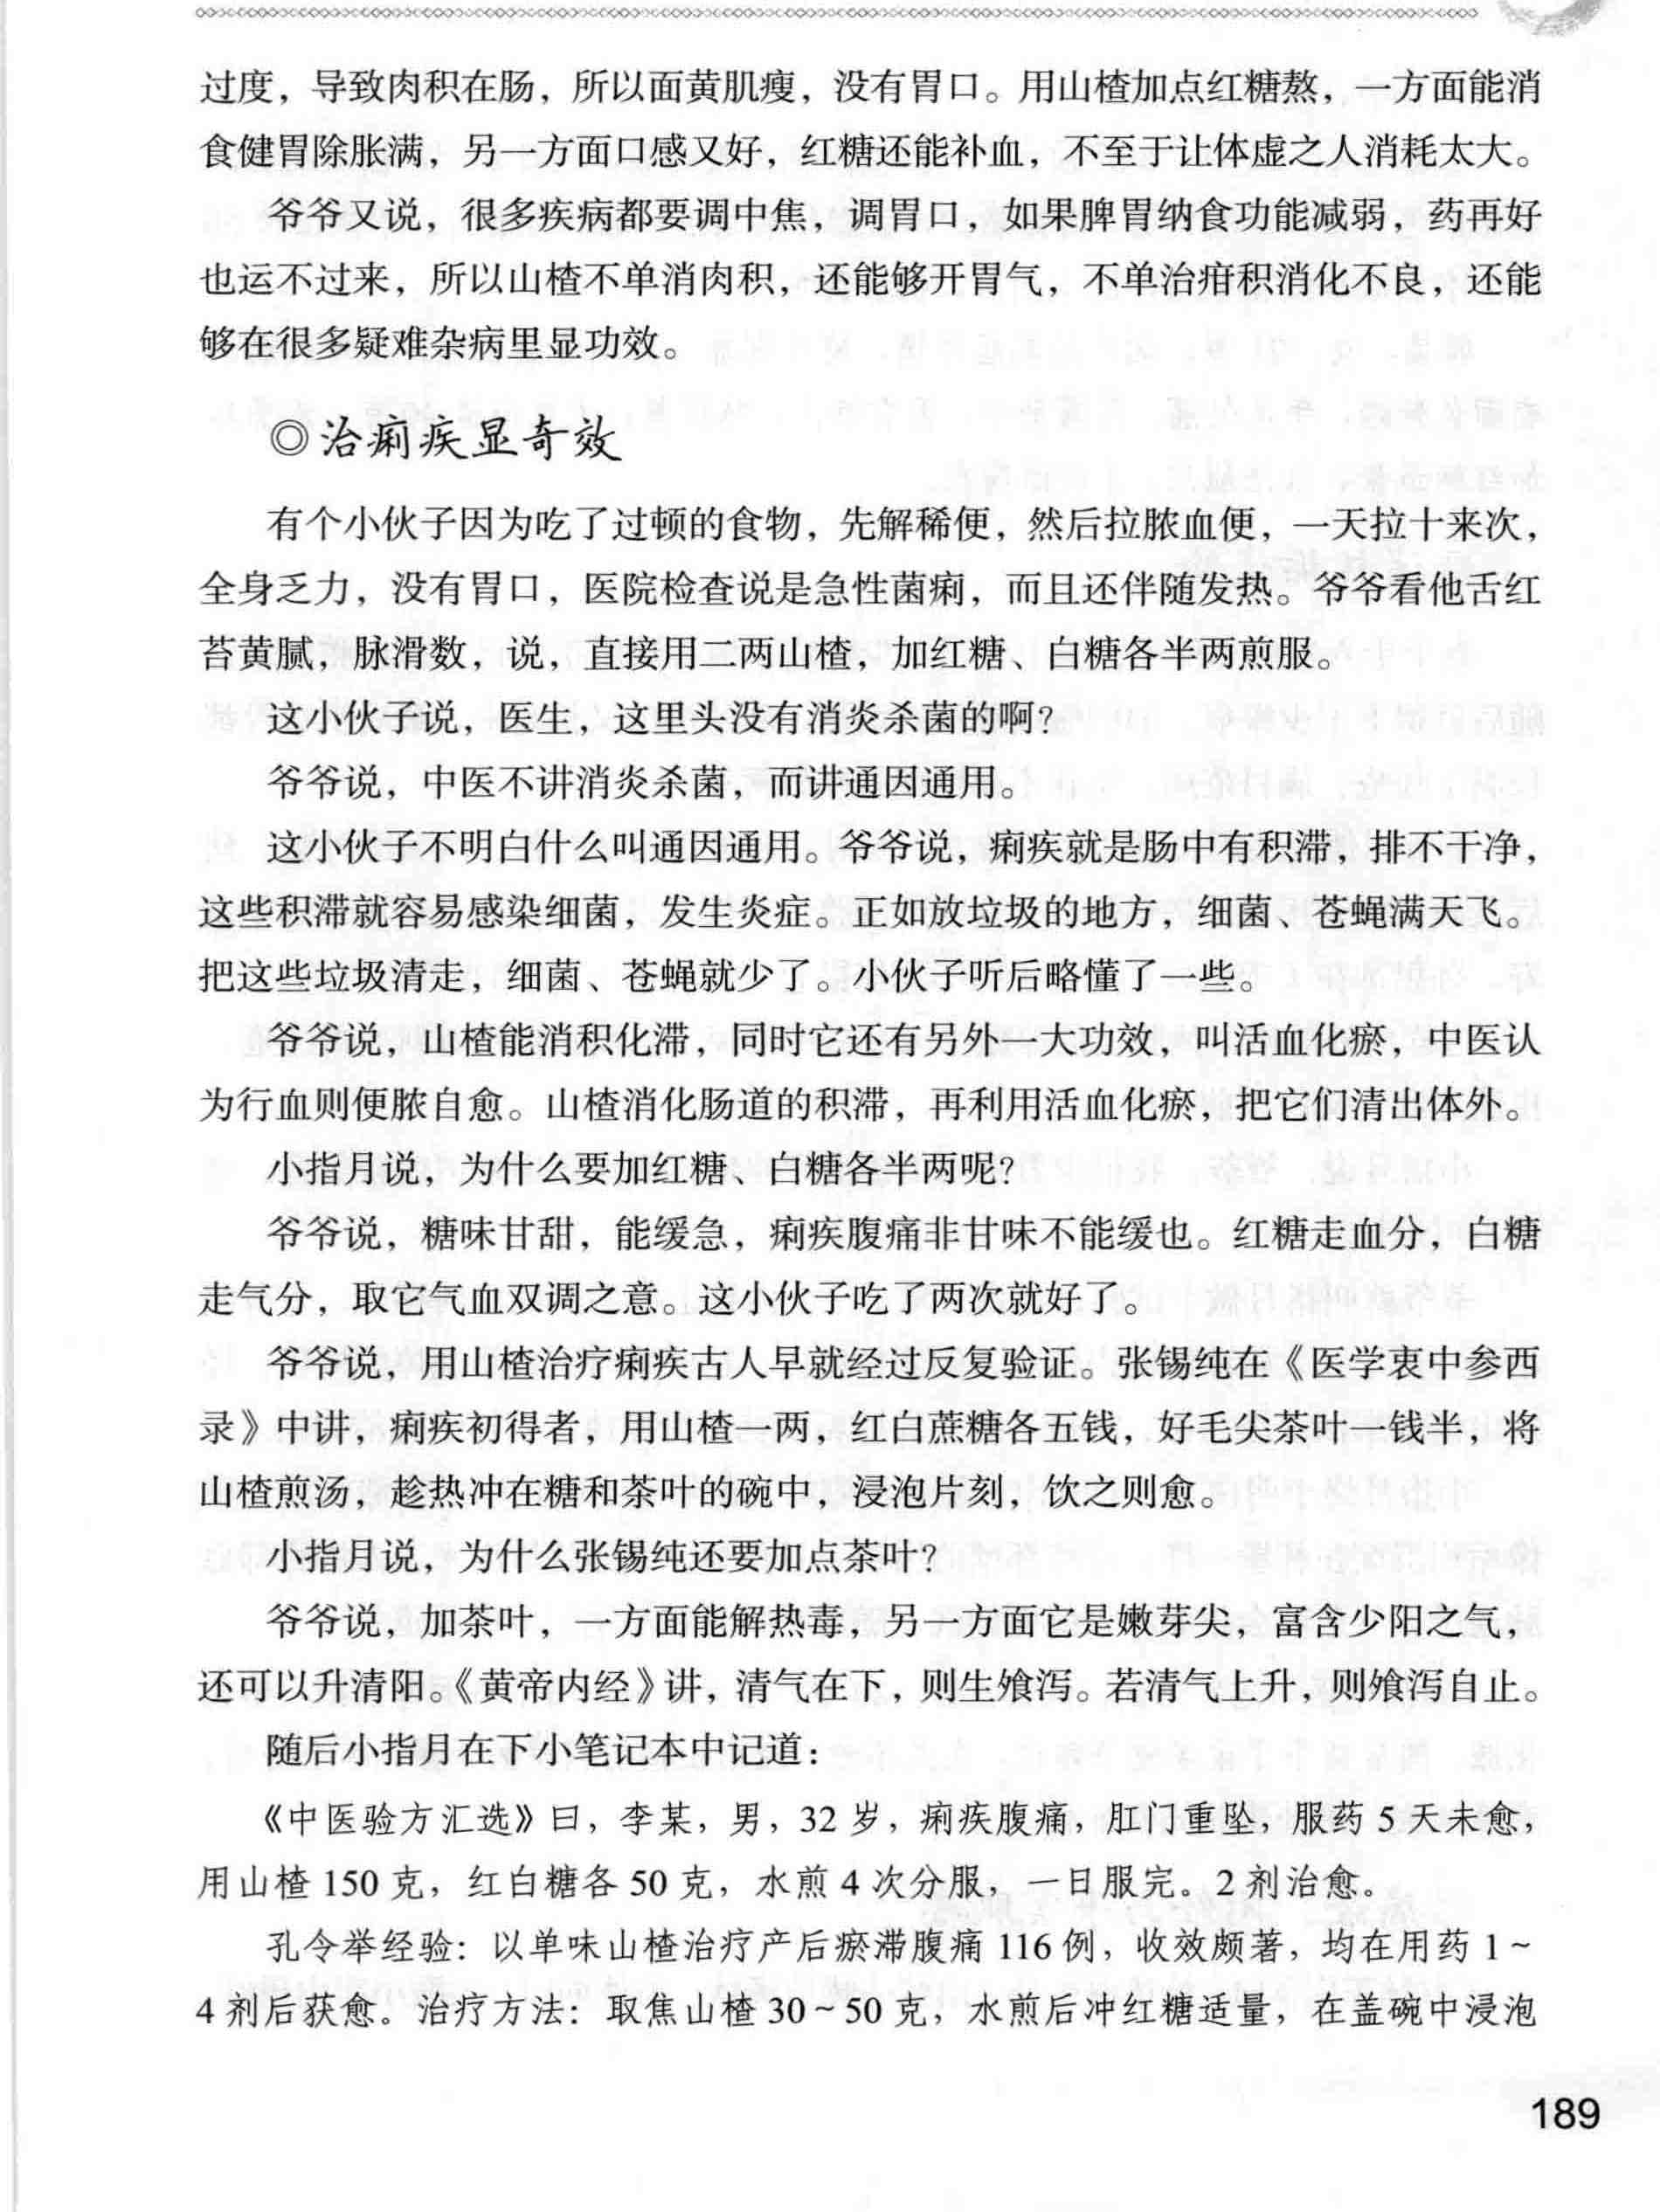 过度，导致肉积在肠，所以面黄肌瘦，没有胃口。用山楂加点红糖熬，一方面能消
食健胃除胀满，另一方面口感又好，红糖还能补血，不至于让体虚之人消耗太大。
爷爷又说，很多疾病都要调中焦，调胃口，如果脾胃纳食功能减弱，药再好
也运不过来，所以山楂不单消肉积，还能够开胃气，不单治疳积消化不良，还能
够在很多疑难杂病里显功效。
◎治痢疾显奇效
有个小伙子因为吃了过顿的食物，先解稀便，然后拉脓血便，一天拉十来次，
全身乏力，没有胃口，医院检查说是急性菌痢，而且还伴随发热。爷爷看他舌红
苔黄腻，脉滑数，说，直接用二两山楂，加红糖、白糖各半两煎服。
这小伙子说，医生，这里头没有消炎杀菌的啊？
爷爷说，中医不讲消炎杀菌，而讲通因通用。
这小伙子不明白什么叫通因通用。爷爷说，痢疾就是肠中有积滞，排不干净，
这些积滞就容易感染细菌，发生炎症。正如放垃圾的地方，细菌、苍蝇满天飞。
把这些垃圾清走，细菌、苍蝇就少了。小伙子听后略懂了一些。
爷爷说，山楂能消积化滞，同时它还有另外一大功效，叫活血化瘀，中医认
为行血则便脓自愈。山楂消化肠道的积滞，再利用活血化瘀，把它们清出体外。
小指月说，为什么要加红糖、白糖各半两呢？
爷爷说，糖味甘甜，能缓急，痢疾腹痛非甘味不能缓也。红糖走血分，白糖
走气分，取它气血双调之意。这小伙子吃了两次就好了。
爷爷说，用山楂治疗痢疾古人早就经过反复验证。张锡纯在《医学衷中参西
录》中讲，痢疾初得者，用山楂一两，红白蔗糖各五钱，好毛尖茶叶一钱半，将
山楂煎汤，趁热冲在糖和茶叶的碗中，浸泡片刻，饮之则愈。
小指月说，为什么张锡纯还要加点茶叶？
爷爷说，加茶叶，一方面能解热毒，另一方面它是嫩芽尖，富含少阳之气，
还可以升清阳。《黄帝内经》讲，清气在下，则生飧泻。若清气上升，则飧泻自止。
随后小指月在下小笔记本中记道：
《中医验方汇选》曰，李某，男，32 岁，痢疾腹痛，肛门重坠，服药 5 天未愈，
用山楂 150 克，红白糖各 50 克，水煎 4 次分服，一日服完。2 剂治愈。
孔令举经验：以单味山楂治疗产后瘀滞腹痛 116 例，收效颇著，均在用药 1～
4 剂后获愈。治疗方法：取焦山楂 30～50 克，水煎后冲红糖适量，在盖碗中浸泡
189